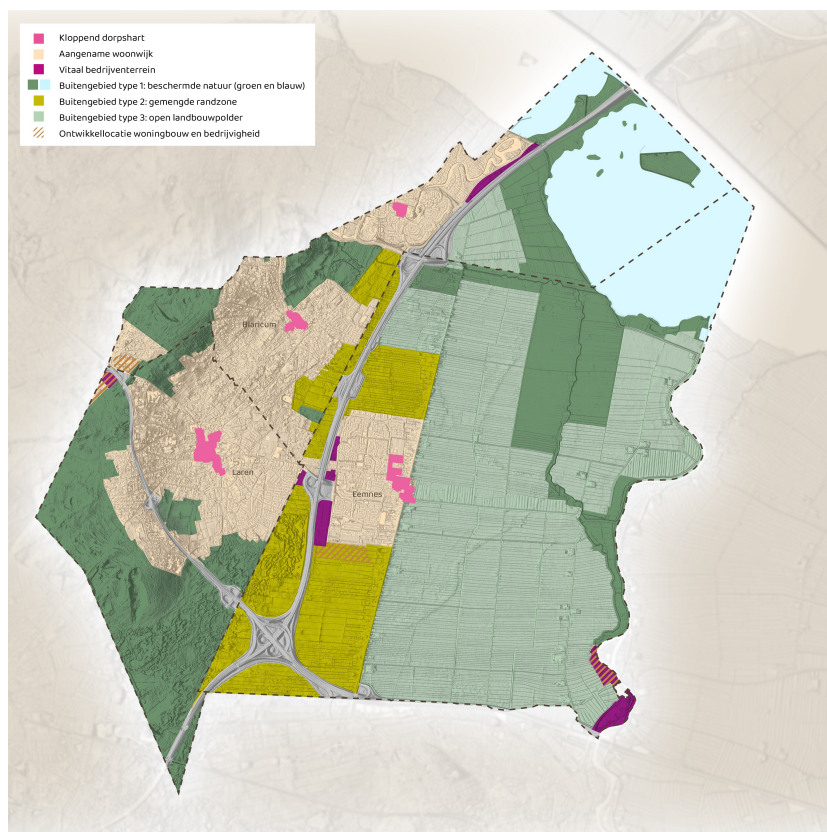 Kloppend dorpshart
Aangename woonwijk
Vitaal bedrijventerrein
Buitengebied type 1: beschermde natuur (groen en blauw)
Buitengebied type 2: gemengde randzone
Buitengebied type 3: open landbouwpolder
Ontwikkellocatie woningbouw en bedrijvigheid
Blaricum
Laren
Eemnes